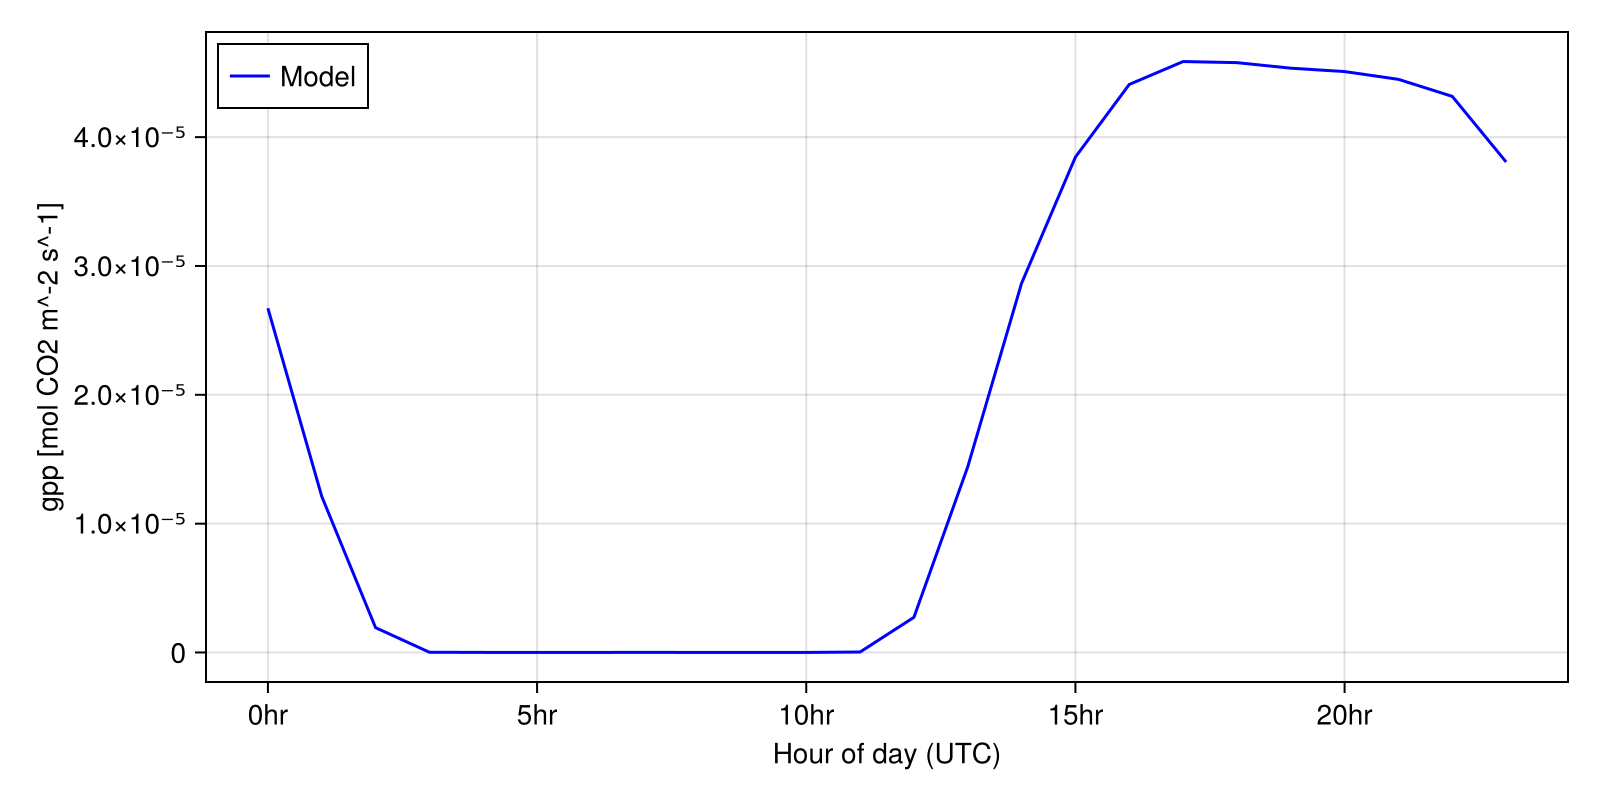 Model
gpp [mol CO2 m^-2 s^-1]
4.0×10⁻⁵
3.0×10⁻⁵
2.0×10⁻⁵
1.0×10⁻⁵
0
0hr 5hr 10hr 15hr 20hr
Hour of day (UTC)